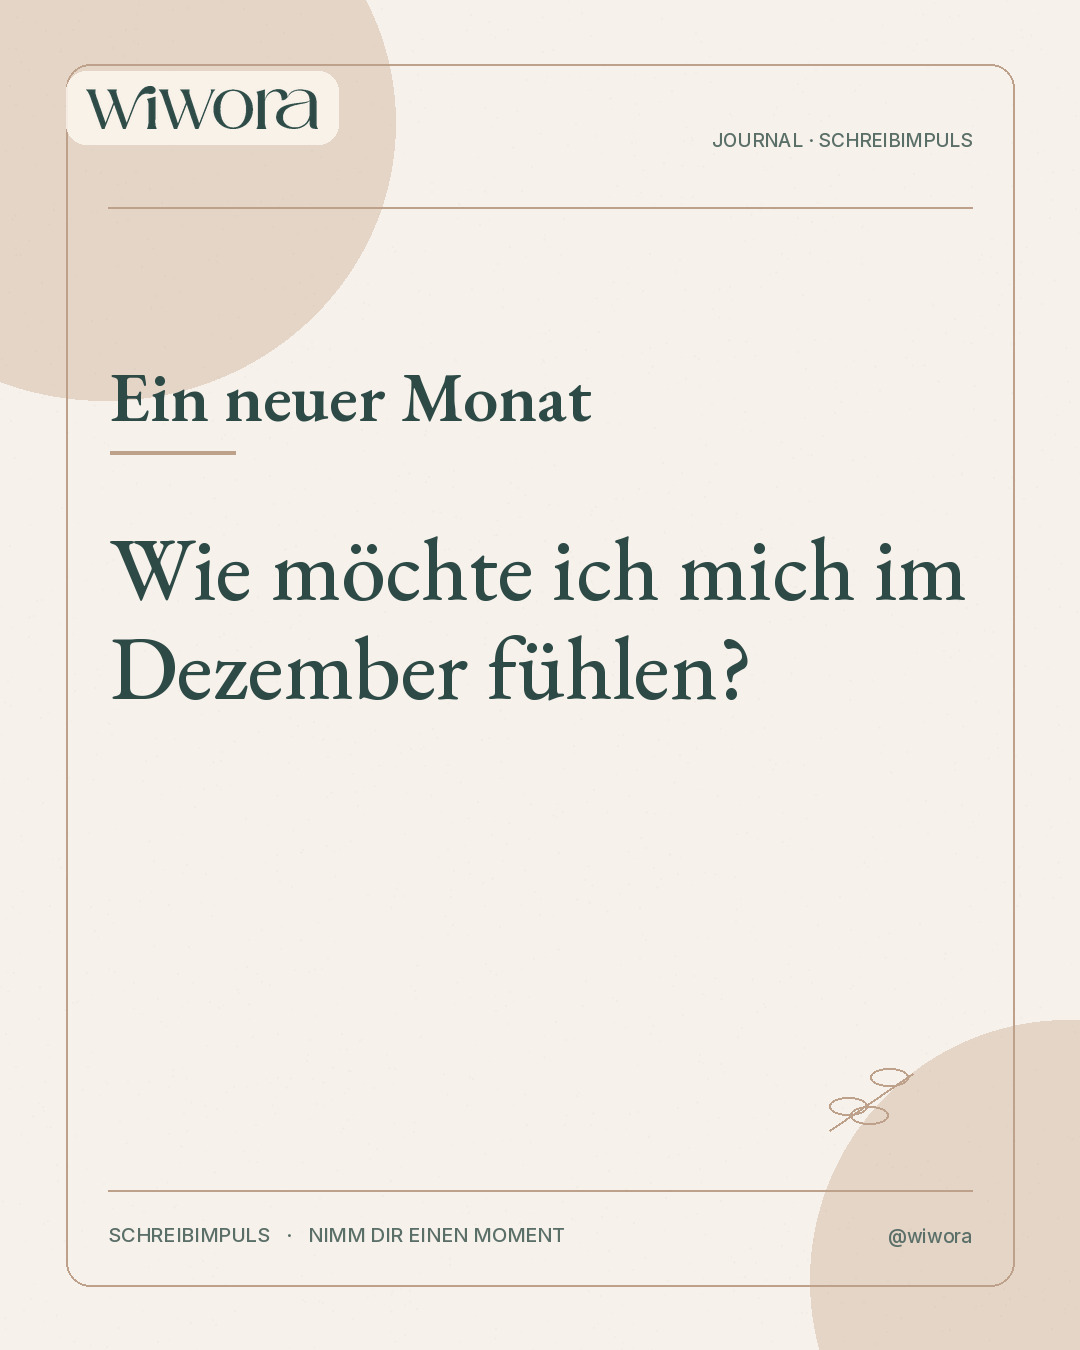 wiwora
JOURNAL · SCHREIBIMPULS
Ein neuer Monat
Wie möchte ich mich im
Dezember fühlen?
SCHREIBIMPULS · NIMM DIR EINEN MOMENT
@wiwora